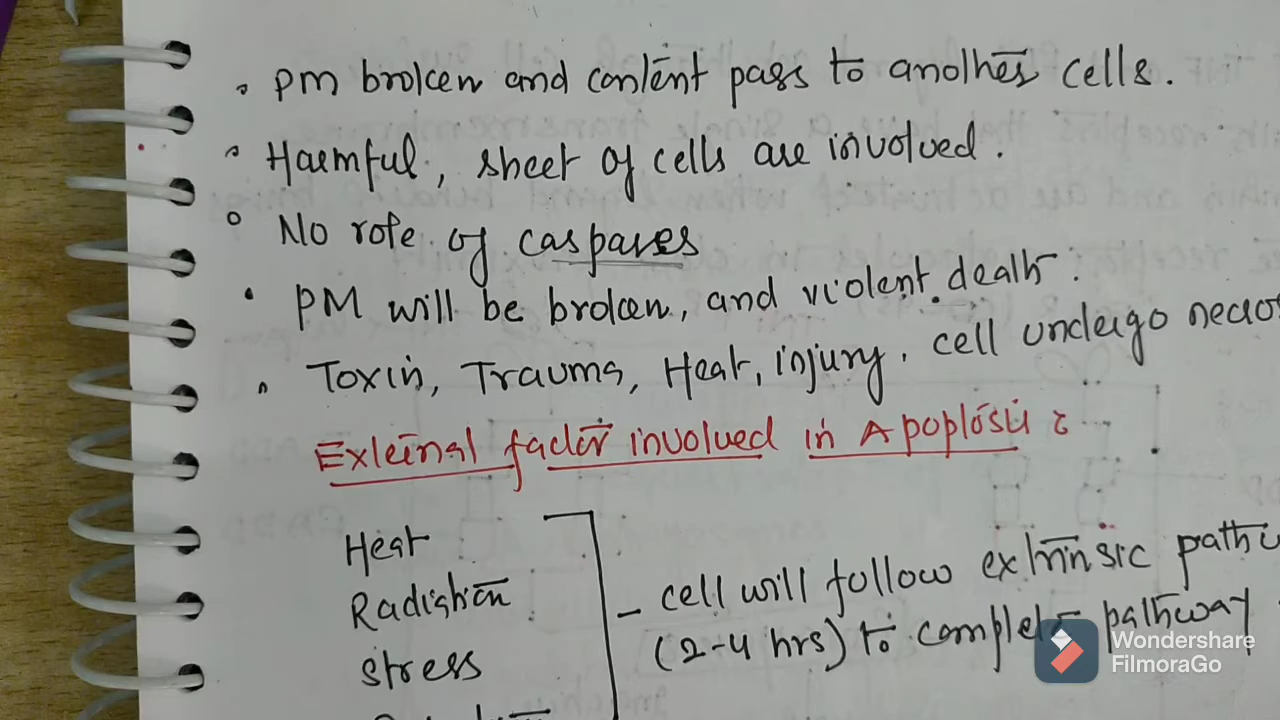 PM broken and content pass to another cells.
Harmful, sheet of cells are involved.
No role of caspases
PM will be broken, and violent death.
Toxin, Trauma, Heat, injury. cell undergo necro
External factor involved in Apoptosis
Heat
Radiation
stress
- cell will follow extrinsic pathw
(2-4 hrs) to complete pathway
Wondershare
FilmoraGo